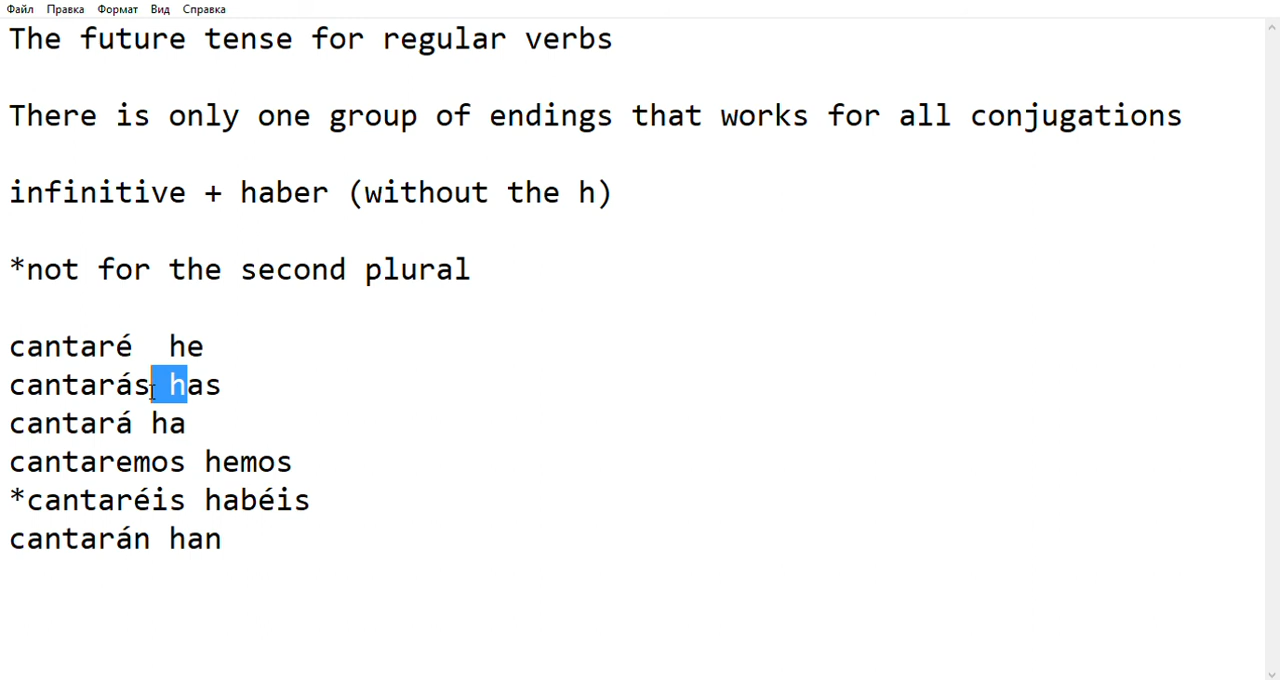 Файл Правка Формат Вид Справка
The future tense for regular verbs
There is only one group of endings that works for all conjugations
infinitive + haber (without the h)
*not for the second plural
cantaré  he
cantarás has
cantará ha
cantaremos hemos
*cantaréis habéis
cantarán han